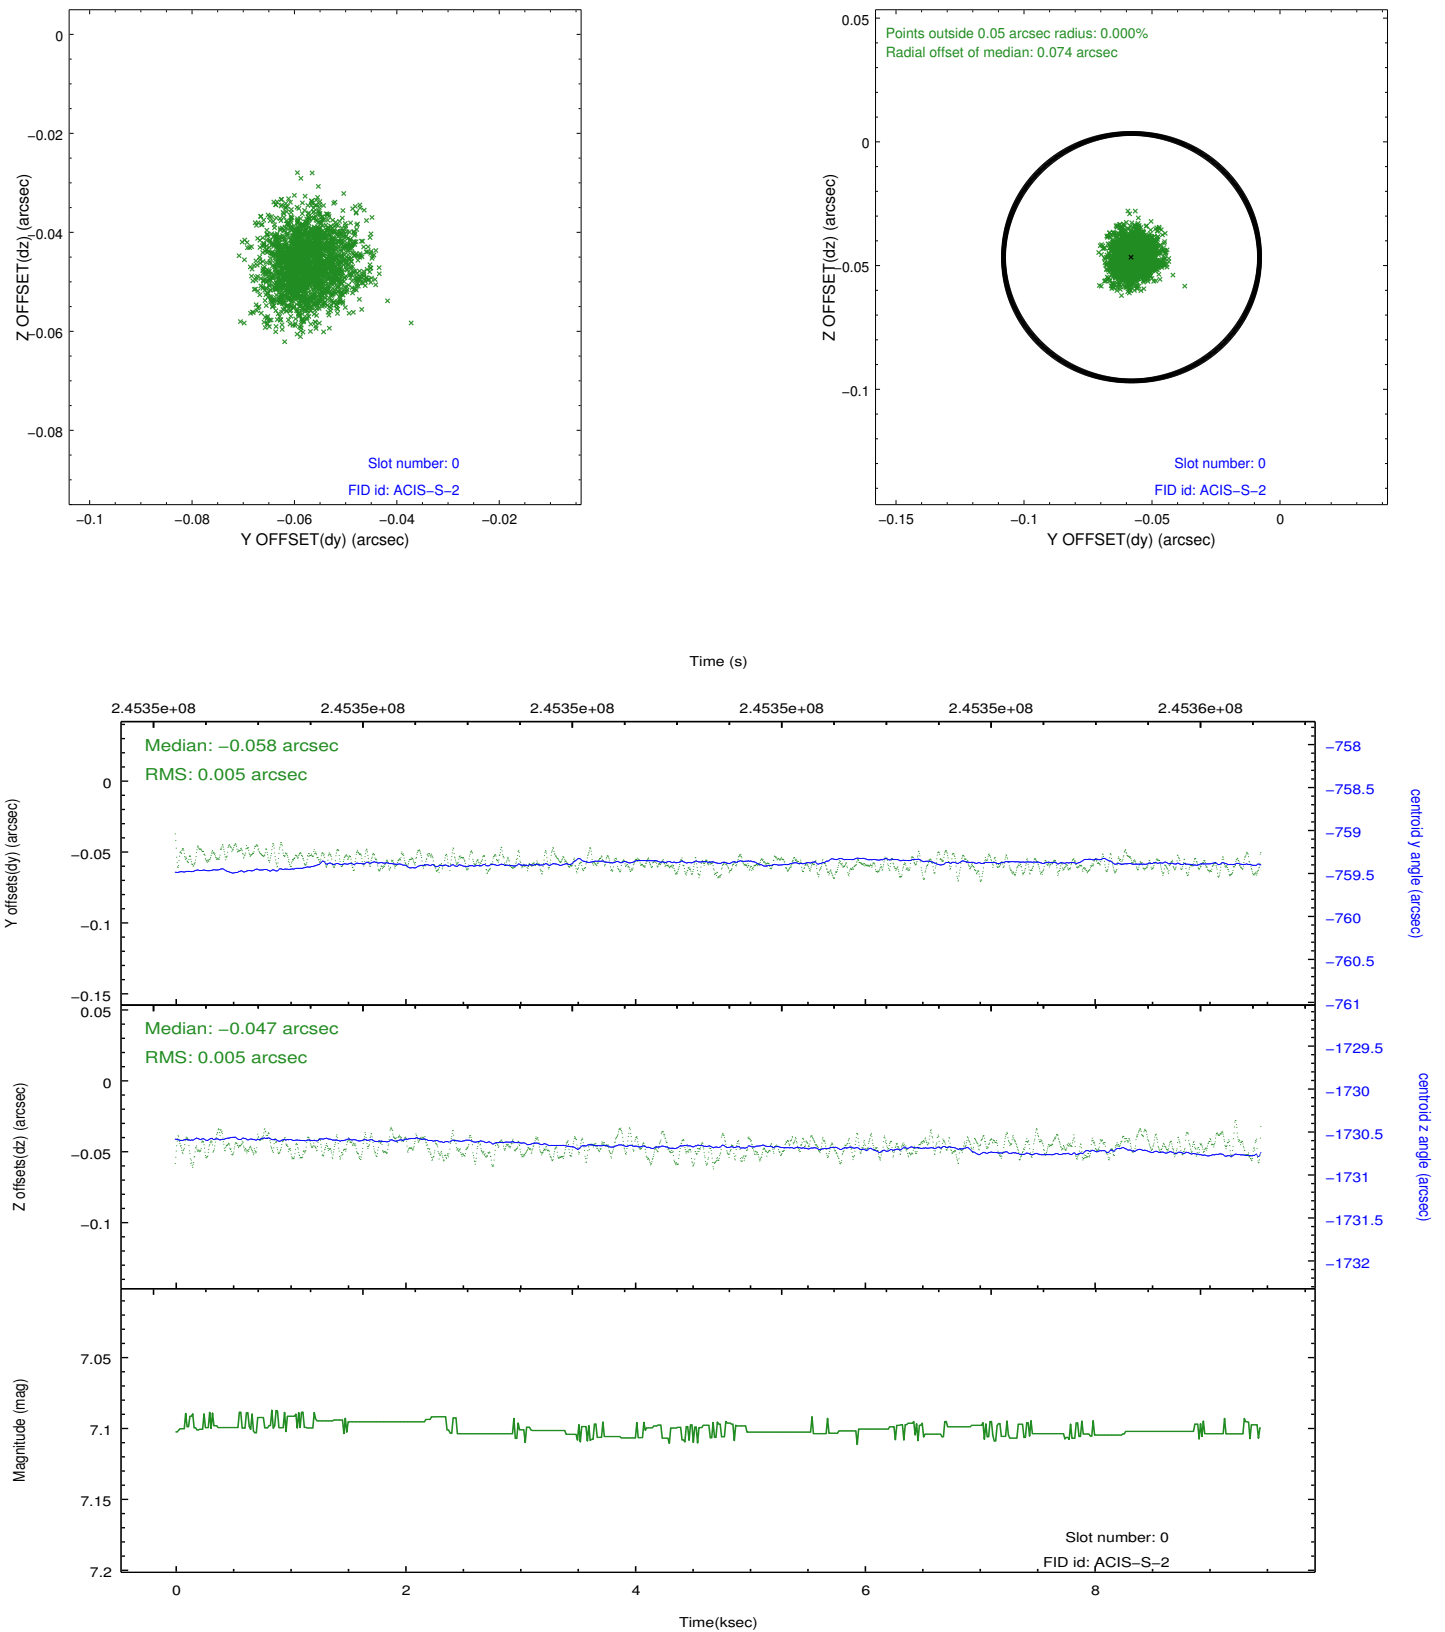 0
−0.02
−0.04
−0.06
−0.08
Z OFFSET(dz) (arcsec)
Slot number: 0
FID id: ACIS−S−2
−0.1
−0.08
−0.06
−0.04
−0.02
Y OFFSET(dy) (arcsec)
0.05
0
−0.05
−0.1
Z OFFSET(dz) (arcsec)
Points outside 0.05 arcsec radius: 0.000%
Radial offset of median: 0.074 arcsec
Slot number: 0
FID id: ACIS−S−2
−0.15
−0.1
−0.05
0
Y OFFSET(dy) (arcsec)
Time (s)
2.4535e+08
2.4535e+08
2.4535e+08
2.4535e+08
2.4535e+08
2.4536e+08
Median: −0.058 arcsec
RMS: 0.005 arcsec
0
−0.05
−0.1
−0.15
Y offsets(dy) (arcsec)
−758
−758.5
−759
−759.5
−760
−760.5
−761
centroid y angle (arcsec)
Median: −0.047 arcsec
RMS: 0.005 arcsec
0.05
0
−0.05
−0.1
Z offsets(dz) (arcsec)
−1729.5
−1730
−1730.5
−1731
−1731.5
−1732
centroid z angle (arcsec)
7.05
7.1
7.15
7.2
Magnitude (mag)
Slot number: 0
FID id: ACIS−S−2
0
2
4
6
8
Time(ksec)